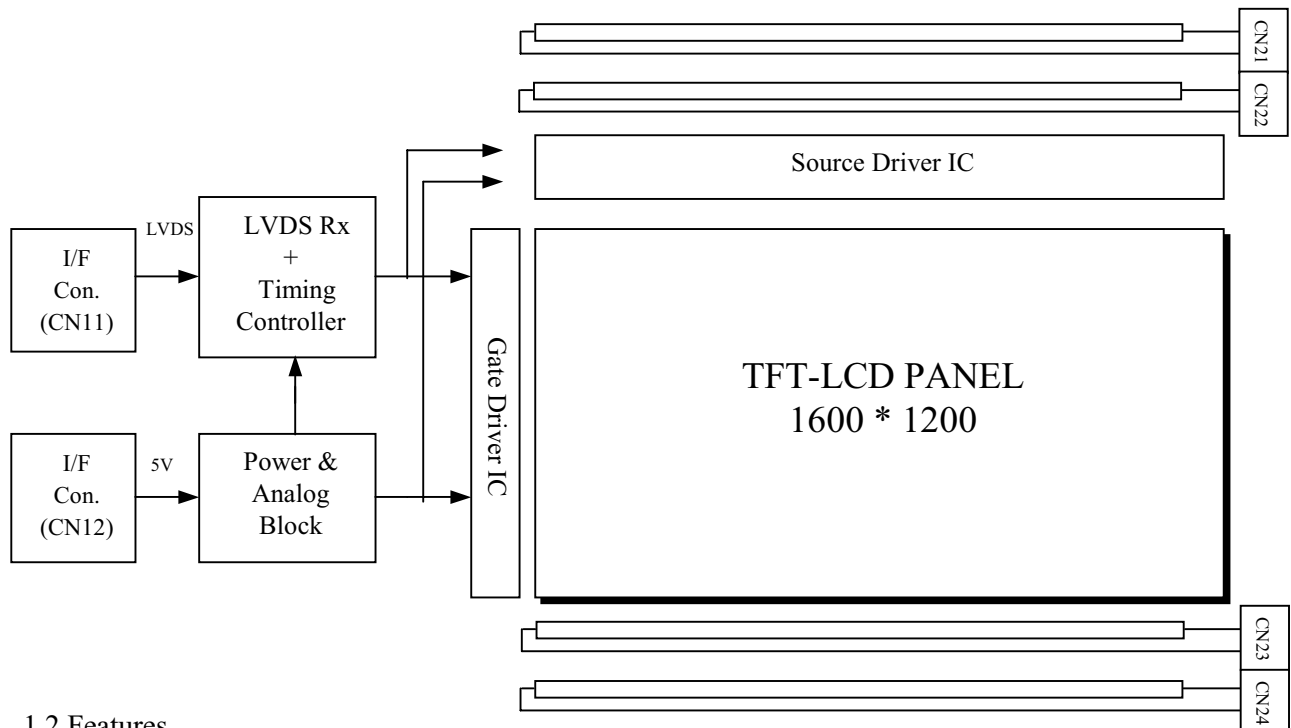 CN21
CN22
Source Driver IC
LVDS
LVDS Rx
+
Timing
Controller
I/F
Con.
(CN11)
Gate Driver IC
TFT-LCD PANEL
1600 * 1200
I/F
Con.
(CN12)
5V
Power &
Analog
Block
CN23
CN24
1.2 Features